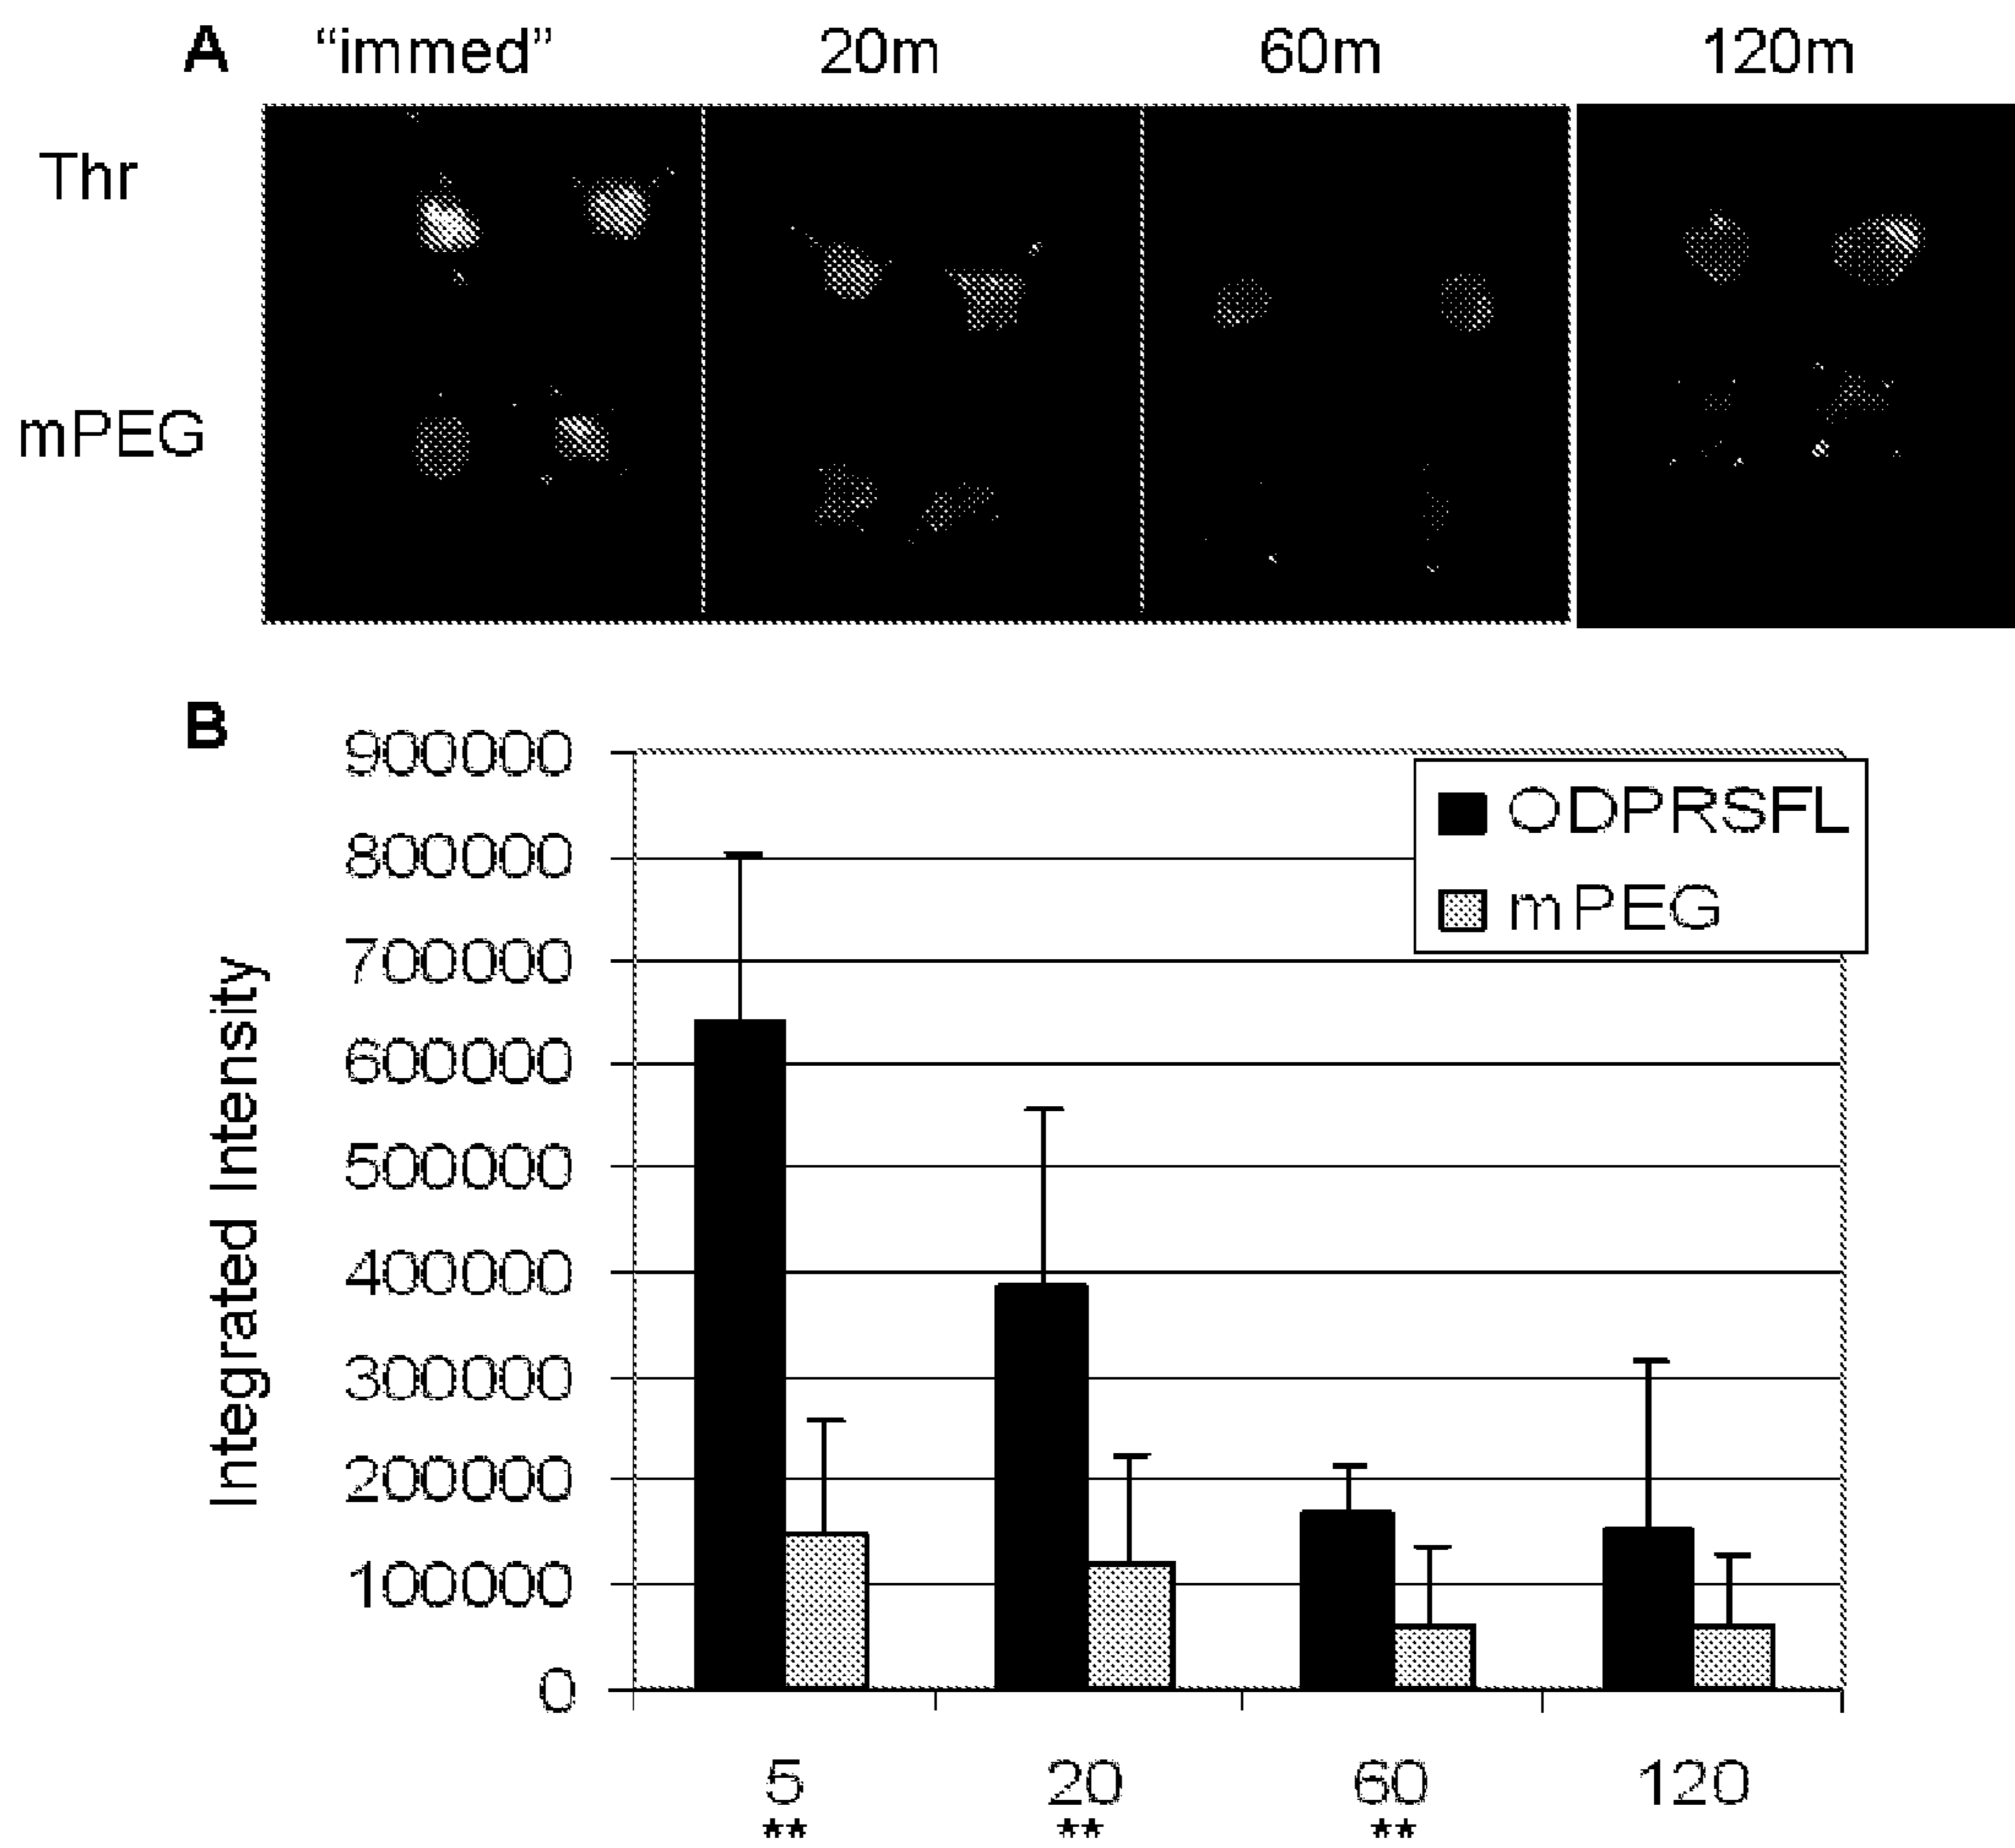 A "immed" 20m 60m 120m
Thr
mPEG
B
900000
800000
700000
600000
500000
400000
300000
200000
100000
0
Integrated Intensity
ODPRSFL
mPEG
5 20 60 120
** ** **